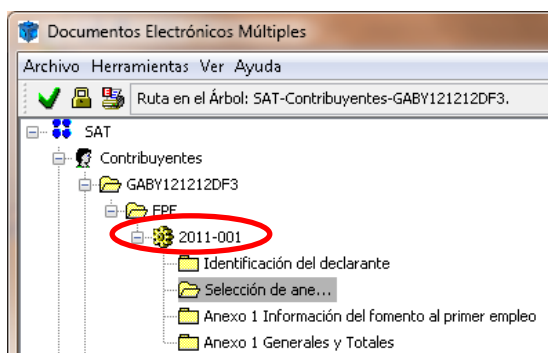 Documentos Electrónicos Múltiples
Archivo Herramientas Ver Ayuda
Ruta en el Árbol: SAT-Contribuyentes-GABY121212DF3.
SAT
Contribuyentes
GABY121212DF3
FPE
2011-001
Identificación del declarante
Selección de ane...
Anexo 1 Información del fomento al primer empleo
Anexo 1 Generales y Totales